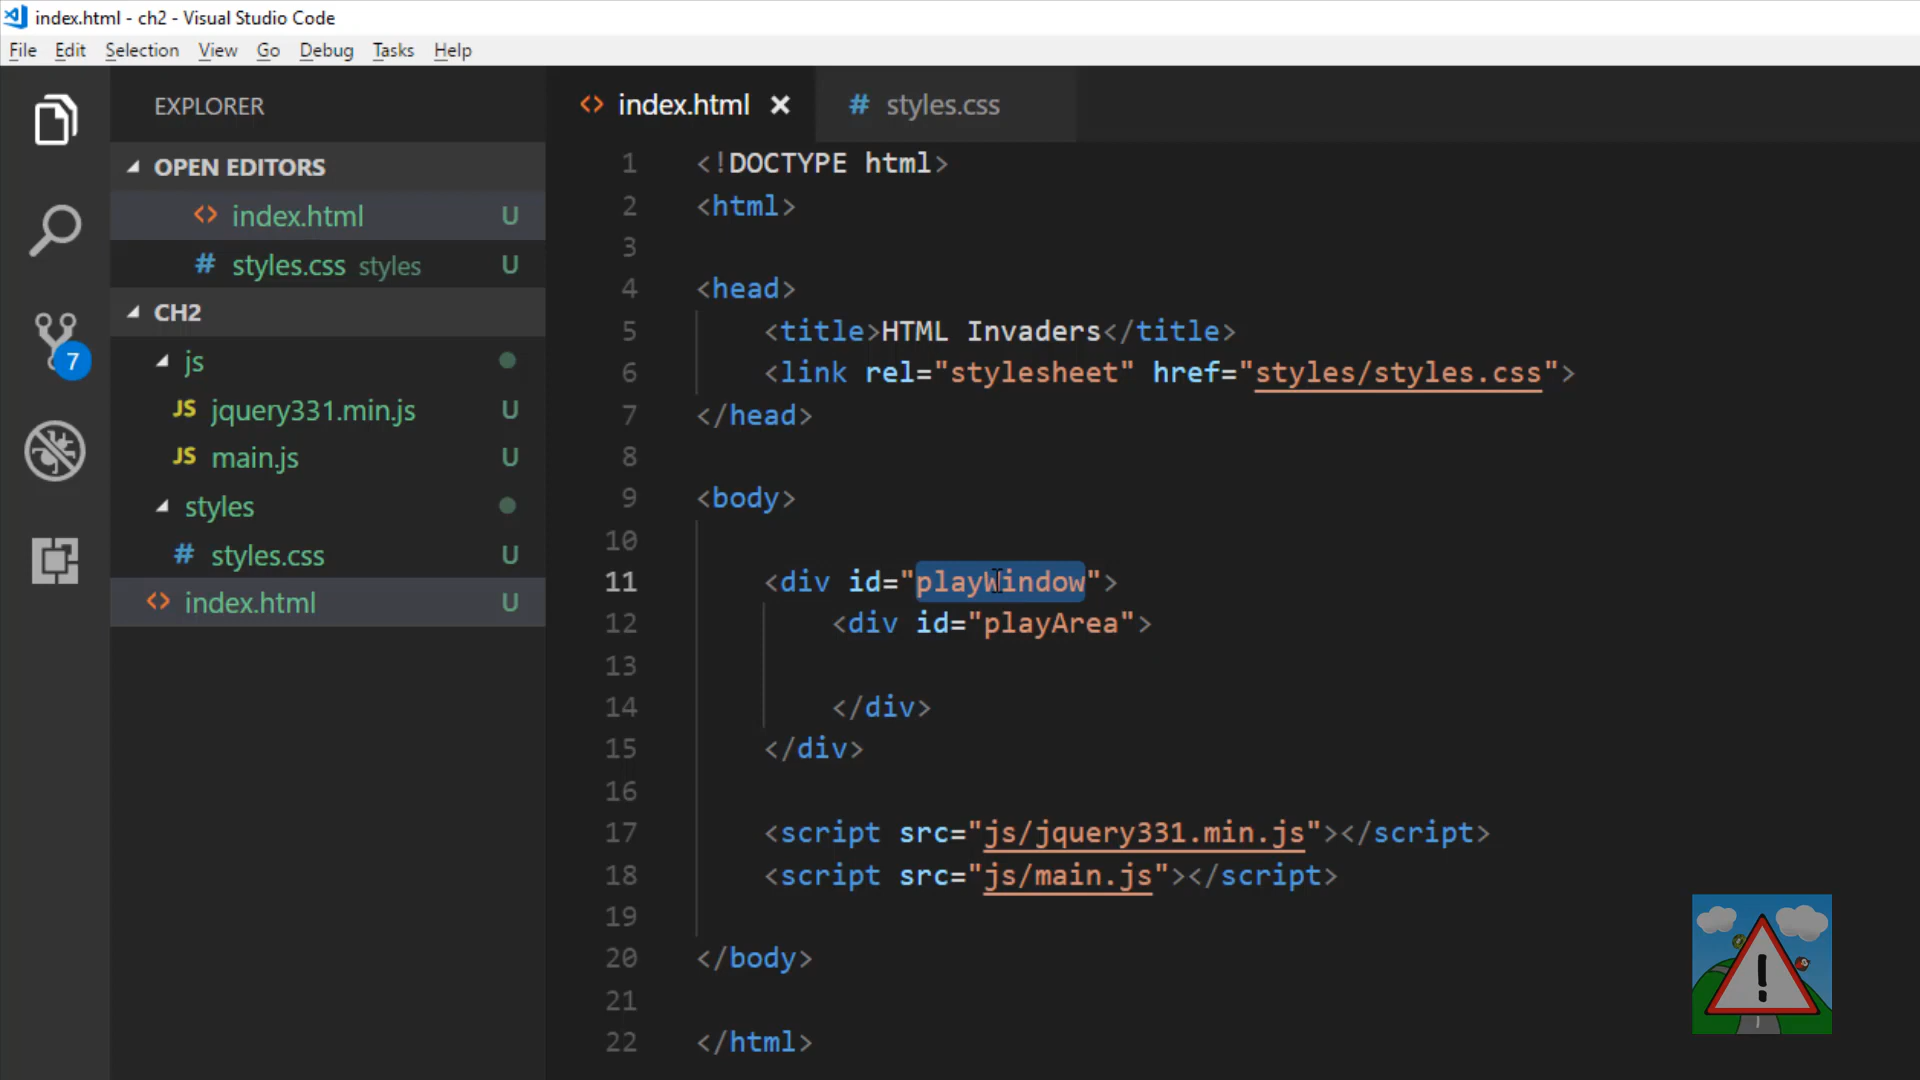 index.html - ch2 - Visual Studio Code
File Edit Selection View Go Debug Tasks Help
EXPLORER
OPEN EDITORS
<> index.html U
# styles.css styles U
CH2
js
JS jquery331.min.js U
JS main.js U
styles
# styles.css U
<> index.html U
7
<> index.html ×
# styles.css
1 <!DOCTYPE html>
2 <html>
3
4 <head>
5     <title>HTML Invaders</title>
6     <link rel="stylesheet" href="styles/styles.css">
7 </head>
8
9 <body>
10
11     <div id="playWindow">
12         <div id="playArea">
13
14         </div>
15     </div>
16
17     <script src="js/jquery331.min.js"></script>
18     <script src="js/main.js"></script>
19
20 </body>
21
22 </html>
!